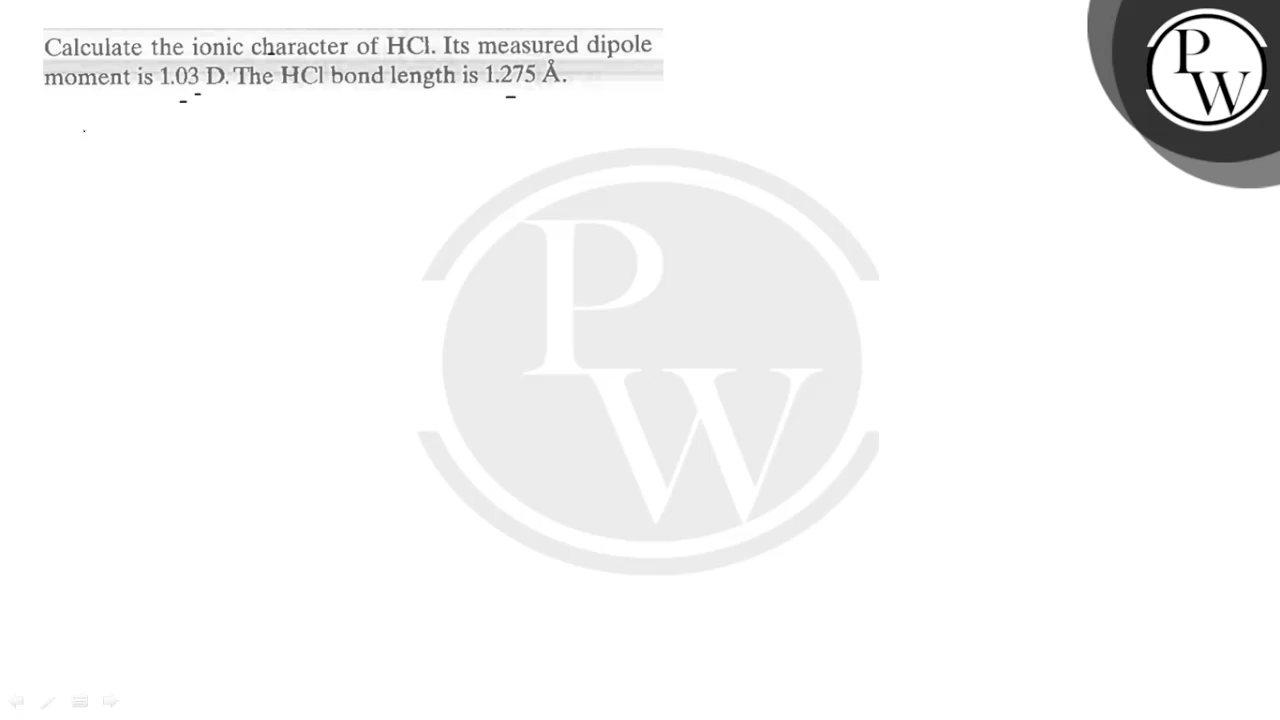 Calculate the ionic character of HCl. Its measured dipole
moment is 1.03 D. The HCl bond length is 1.275 Å.
P
W
P
W